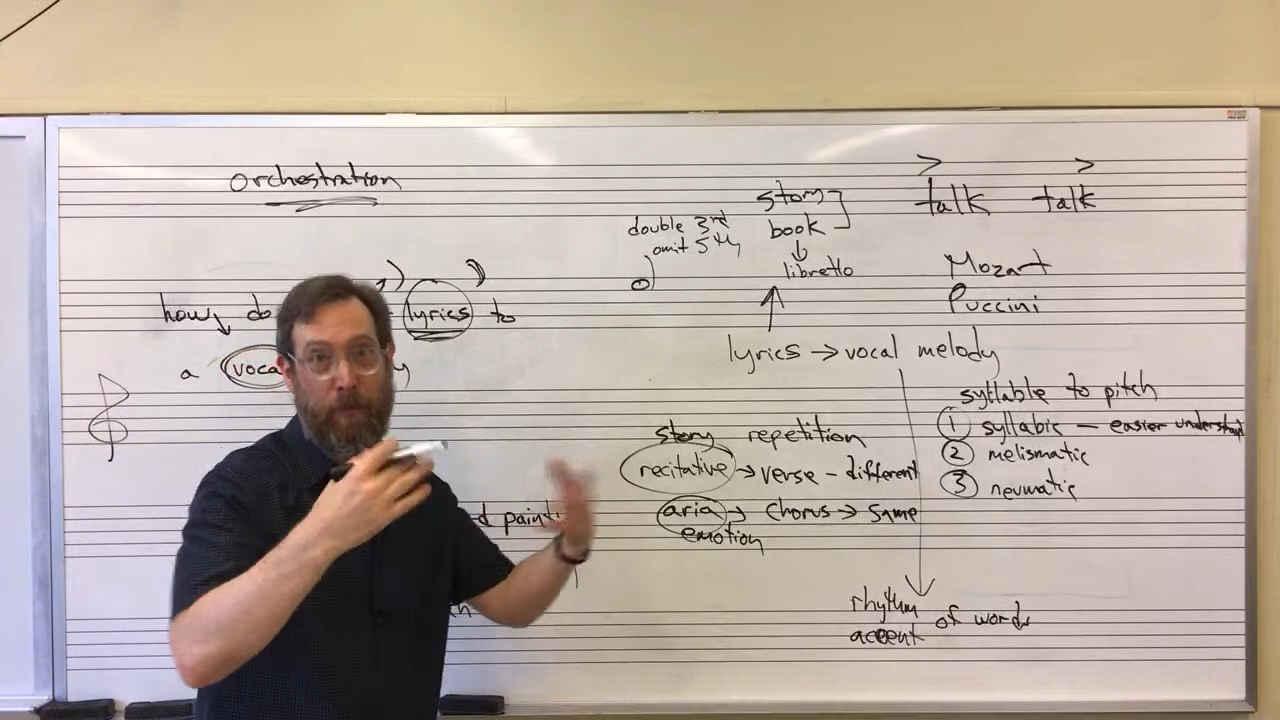 orchestration
how do
lyrics to
a
double 3rd
omit 5th
story
book
libretto
lyrics → vocal melody
story repetition
recitative → verse - different
aria → chorus → same
emotion
talk talk
Mozart
Puccini
syllable to pitch
① syllabic — easier understand
② melismatic
③ neumatic
rhythm
accent of words